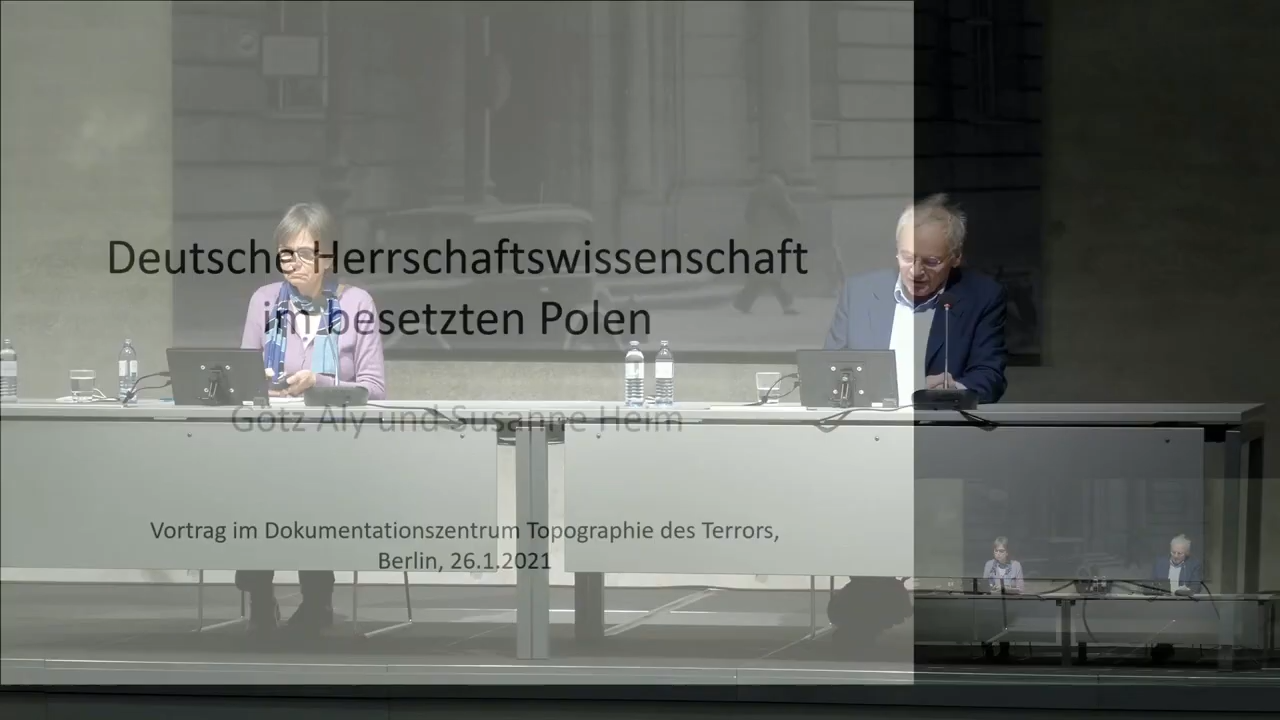 Deutsche Herrschaftswissenschaft
im besetzten Polen
Götz Aly und Susanne Heim
Vortrag im Dokumentationszentrum Topographie des Terrors,
Berlin, 26.1.2021